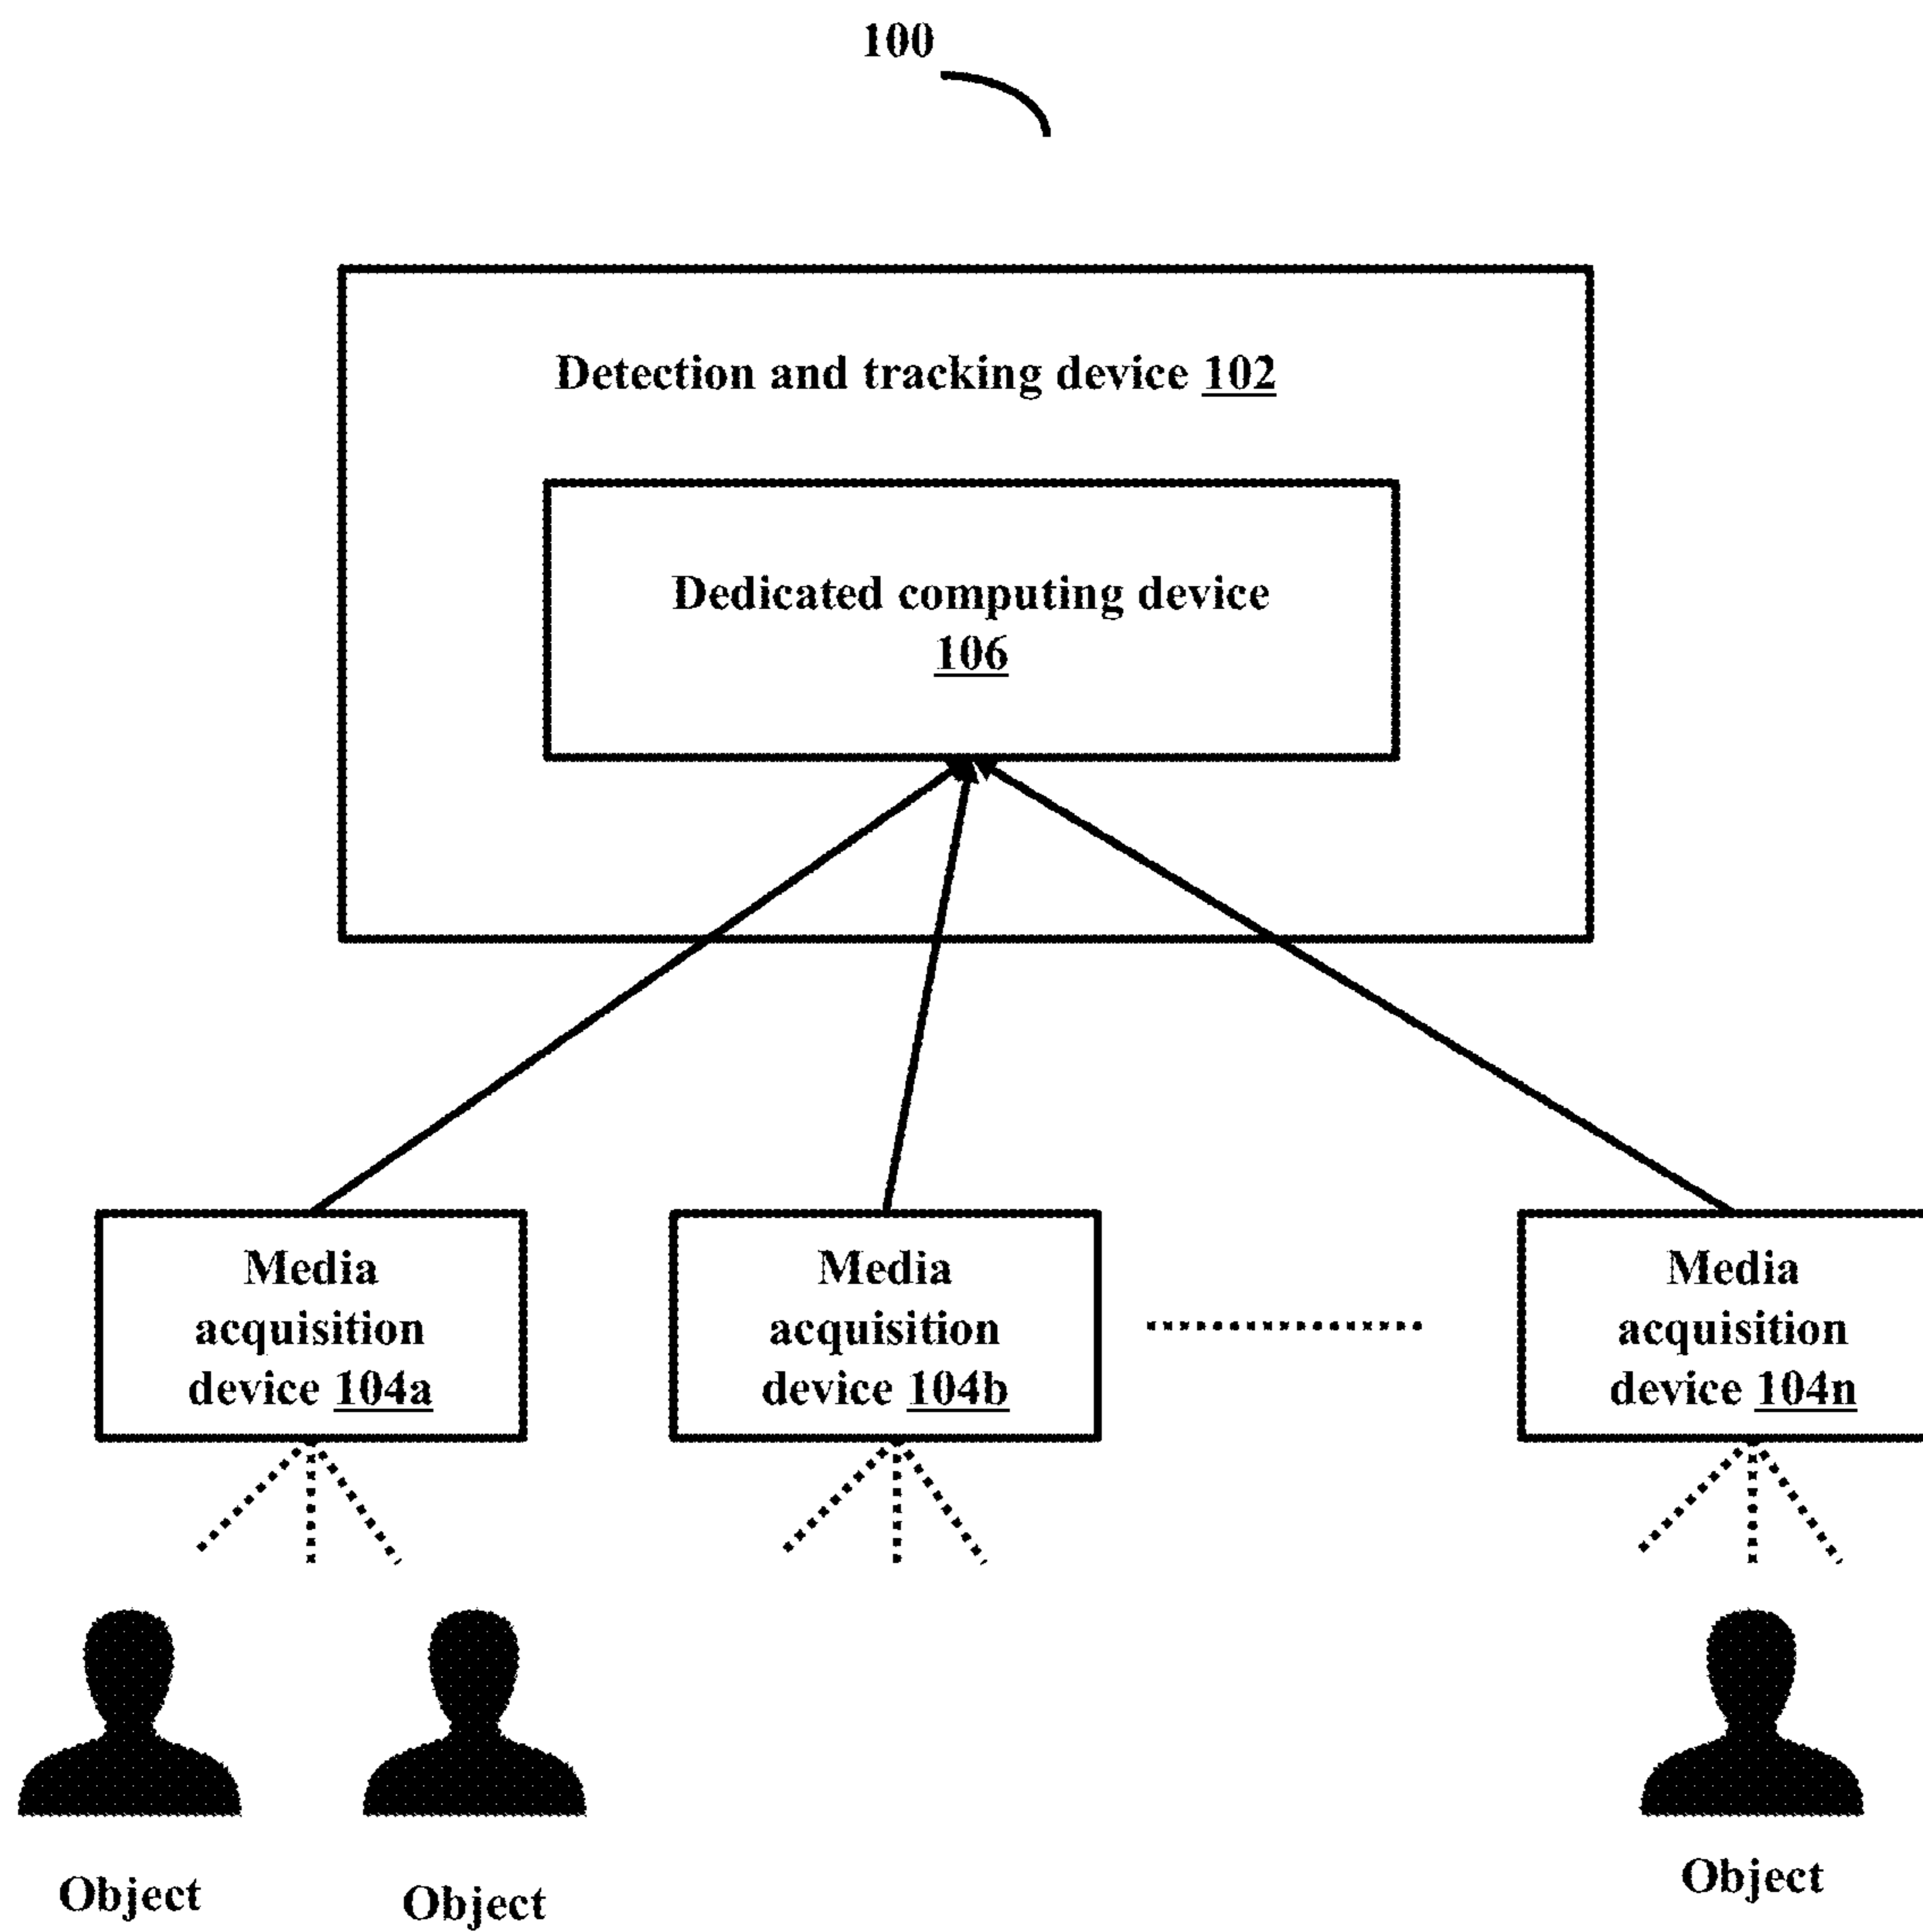 100
Detection and tracking device 102
Dedicated computing device
106
Media
acquisition
device 104a
Media
acquisition
device 104b
Media
acquisition
device 104n
Object
Object
Object